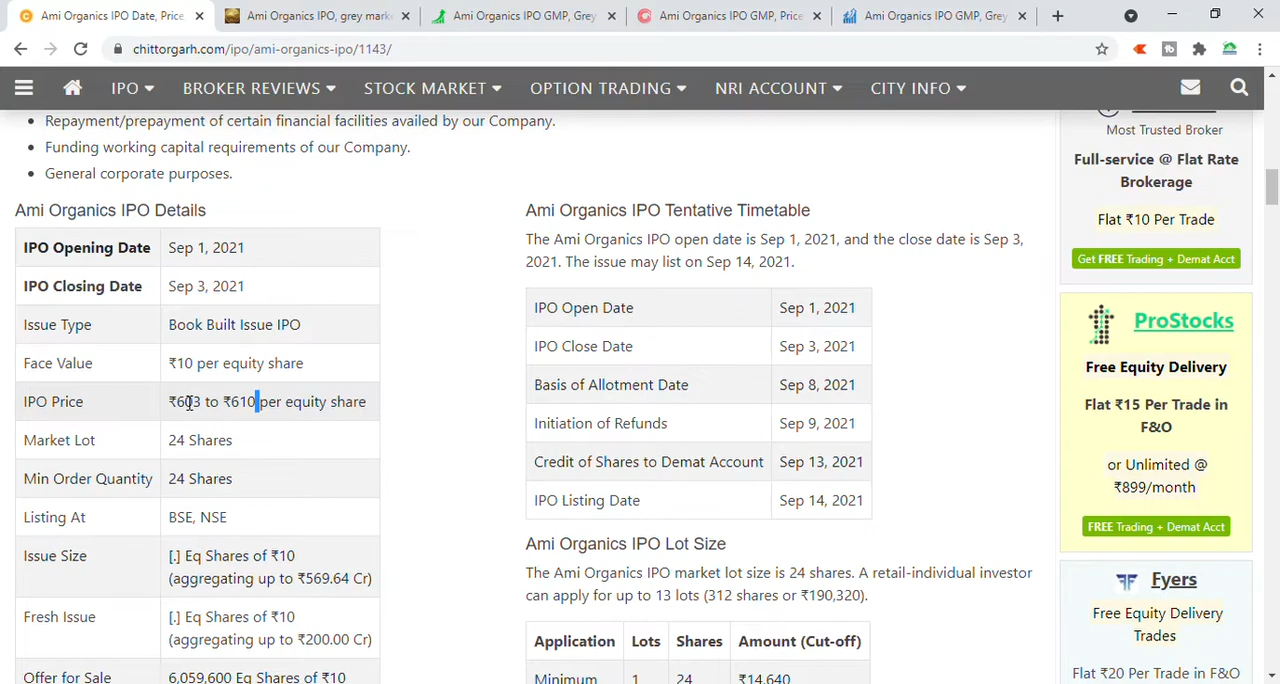 Ami Organics IPO Date, Price,
Ami Organics IPO, grey mark
Ami Organics IPO GMP, Grey
Ami Organics IPO GMP, Price
Ami Organics IPO GMP, Grey
chittorgarh.com/ipo/ami-organics-ipo/1143/
IPO
BROKER REVIEWS
STOCK MARKET
OPTION TRADING
NRI ACCOUNT
CITY INFO
Repayment/prepayment of certain financial facilities availed by our Company.
Funding working capital requirements of our Company.
General corporate purposes.
Ami Organics IPO Details
IPO Opening Date Sep 1, 2021
IPO Closing Date Sep 3, 2021
Issue Type Book Built Issue IPO
Face Value ₹10 per equity share
IPO Price ₹603 to ₹610 per equity share
Market Lot 24 Shares
Min Order Quantity 24 Shares
Listing At BSE, NSE
Issue Size [.] Eq Shares of ₹10
(aggregating up to ₹569.64 Cr)
Fresh Issue [.] Eq Shares of ₹10
(aggregating up to ₹200.00 Cr)
Offer for Sale 6,059,600 Eq Shares of ₹10
Ami Organics IPO Tentative Timetable
The Ami Organics IPO open date is Sep 1, 2021, and the close date is Sep 3,
2021. The issue may list on Sep 14, 2021.
IPO Open Date Sep 1, 2021
IPO Close Date Sep 3, 2021
Basis of Allotment Date Sep 8, 2021
Initiation of Refunds Sep 9, 2021
Credit of Shares to Demat Account Sep 13, 2021
IPO Listing Date Sep 14, 2021
Ami Organics IPO Lot Size
The Ami Organics IPO market lot size is 24 shares. A retail-individual investor
can apply for up to 13 lots (312 shares or ₹190,320).
Application Lots Shares Amount (Cut-off)
Minimum 1 24 ₹14,640
Most Trusted Broker
Full-service @ Flat Rate
Brokerage
Flat ₹10 Per Trade
Get FREE Trading + Demat Acct
ProStocks
Free Equity Delivery
Flat ₹15 Per Trade in
F&O
or Unlimited @
₹899/month
FREE Trading + Demat Acct
Fyers
Free Equity Delivery
Trades
Flat ₹20 Per Trade in F&O